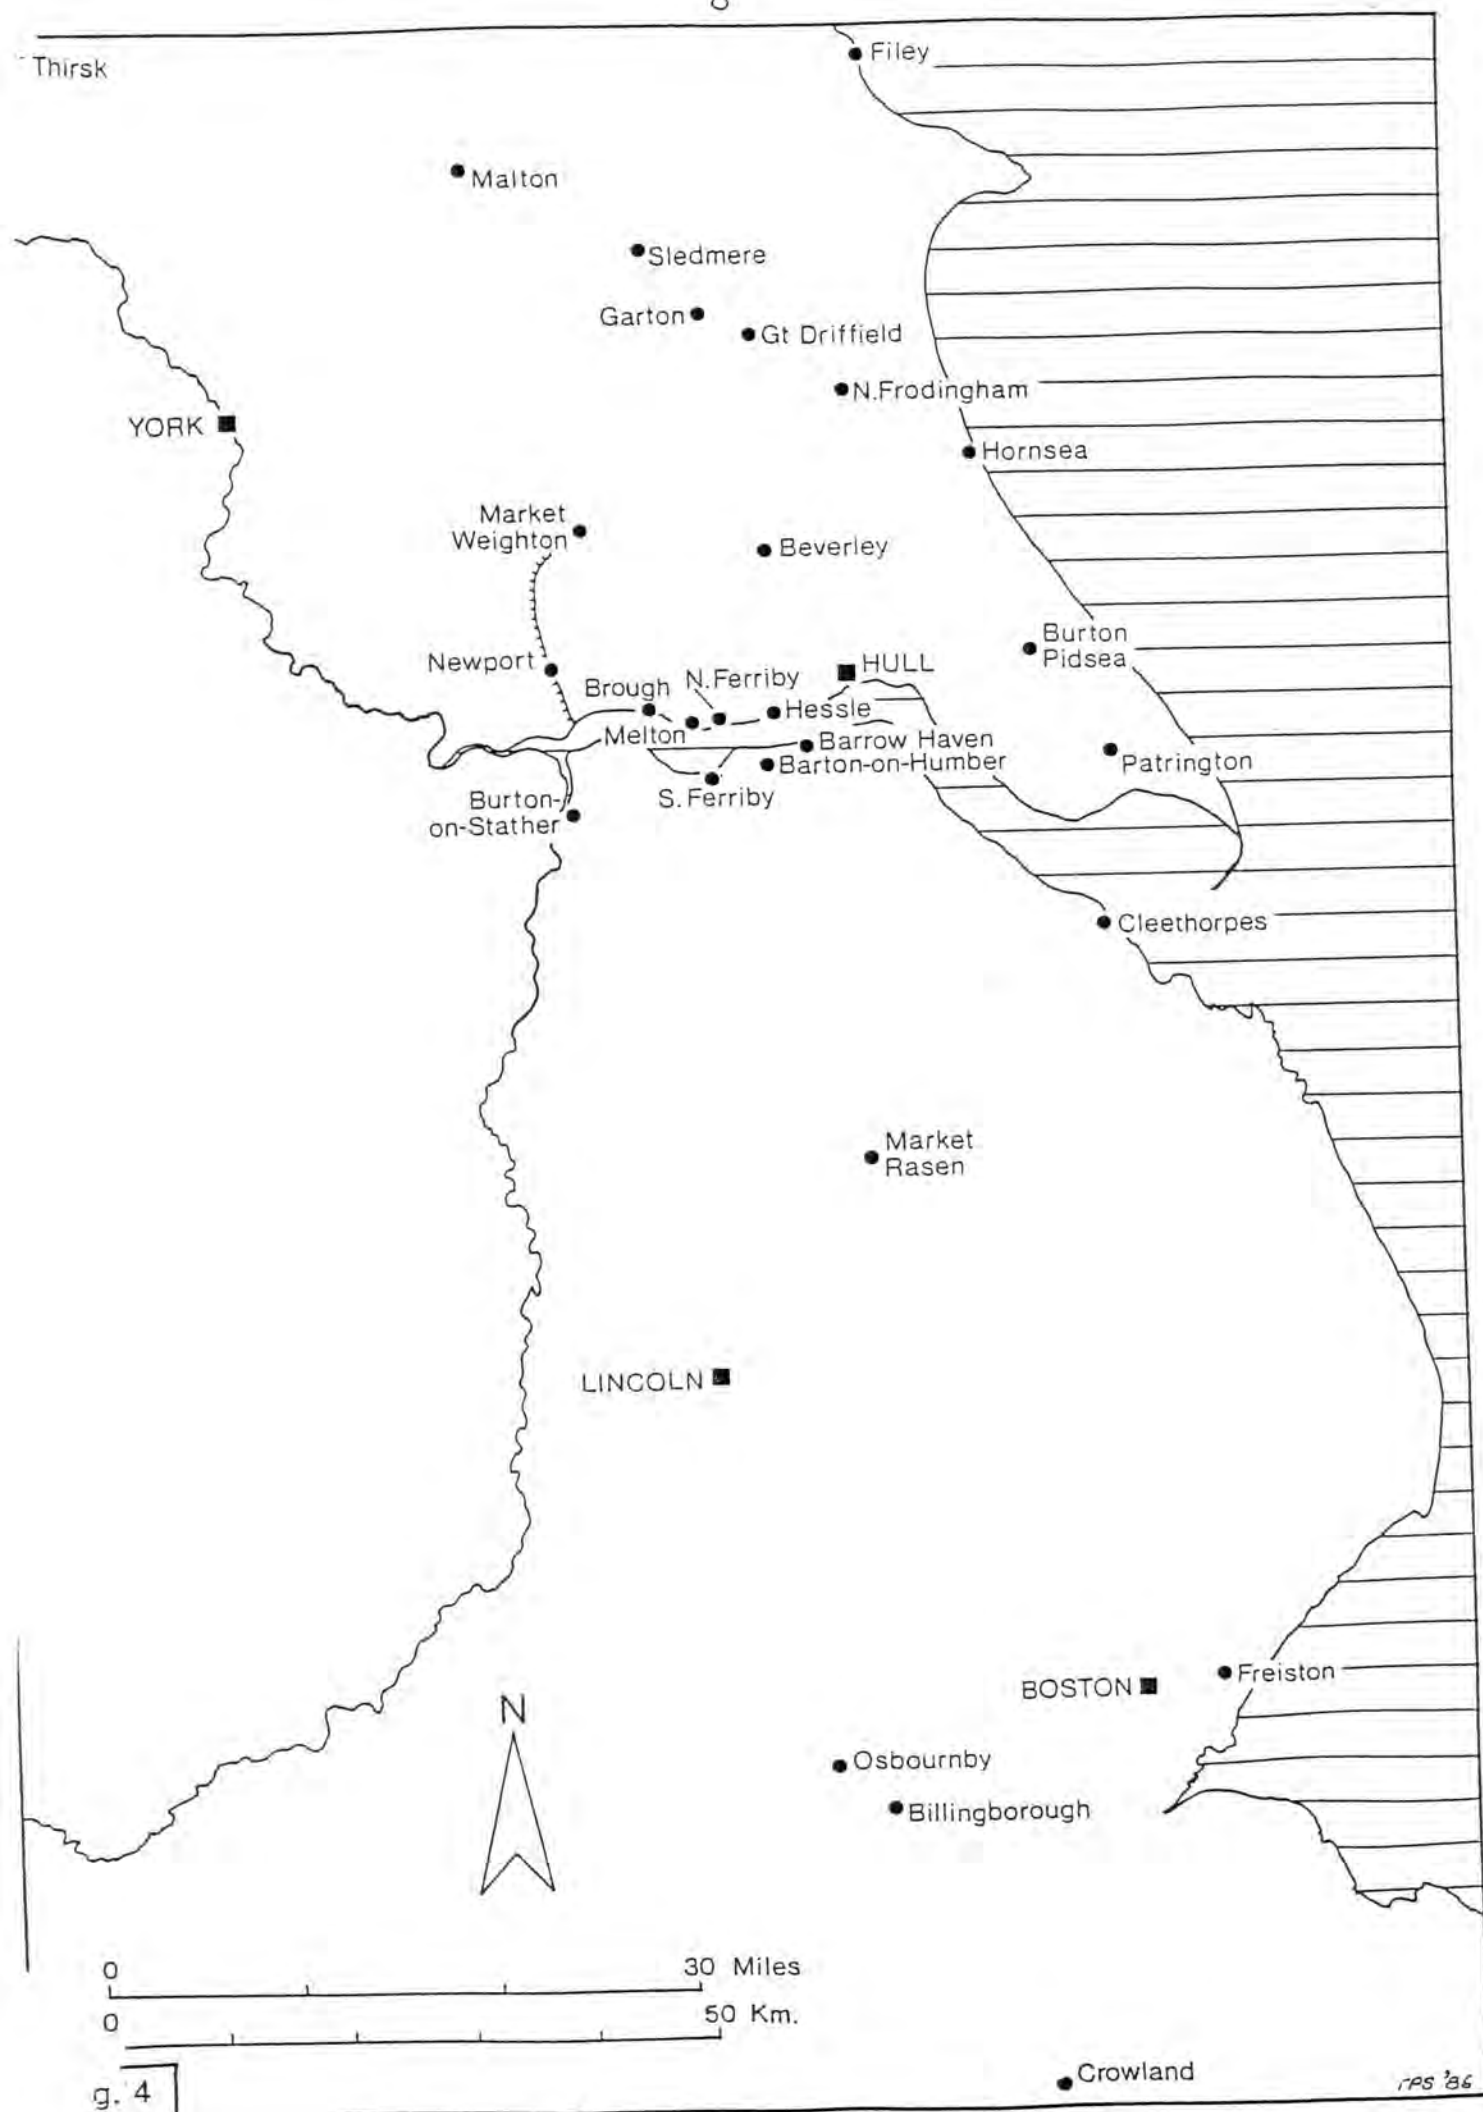 Filey
Thirsk
Malton
Sledmere
Garton
Gt Driffield
N.Frodingham
YORK
Hornsea
Market
Weighton
Beverley
Burton
Pidsea
Newport
HULL
N.Ferriby
Brough
Hessle
Melton
Barrow Haven
Barton-on-Humber
Patrington
S.Ferriby
Burton-
on-Stather
Cleethorpes
Market
Rasen
LINCOLN
Freiston
BOSTON
N
Osbournby
Billingborough
0 30 Miles
0 50 Km.
Crowland
g. 4
'86